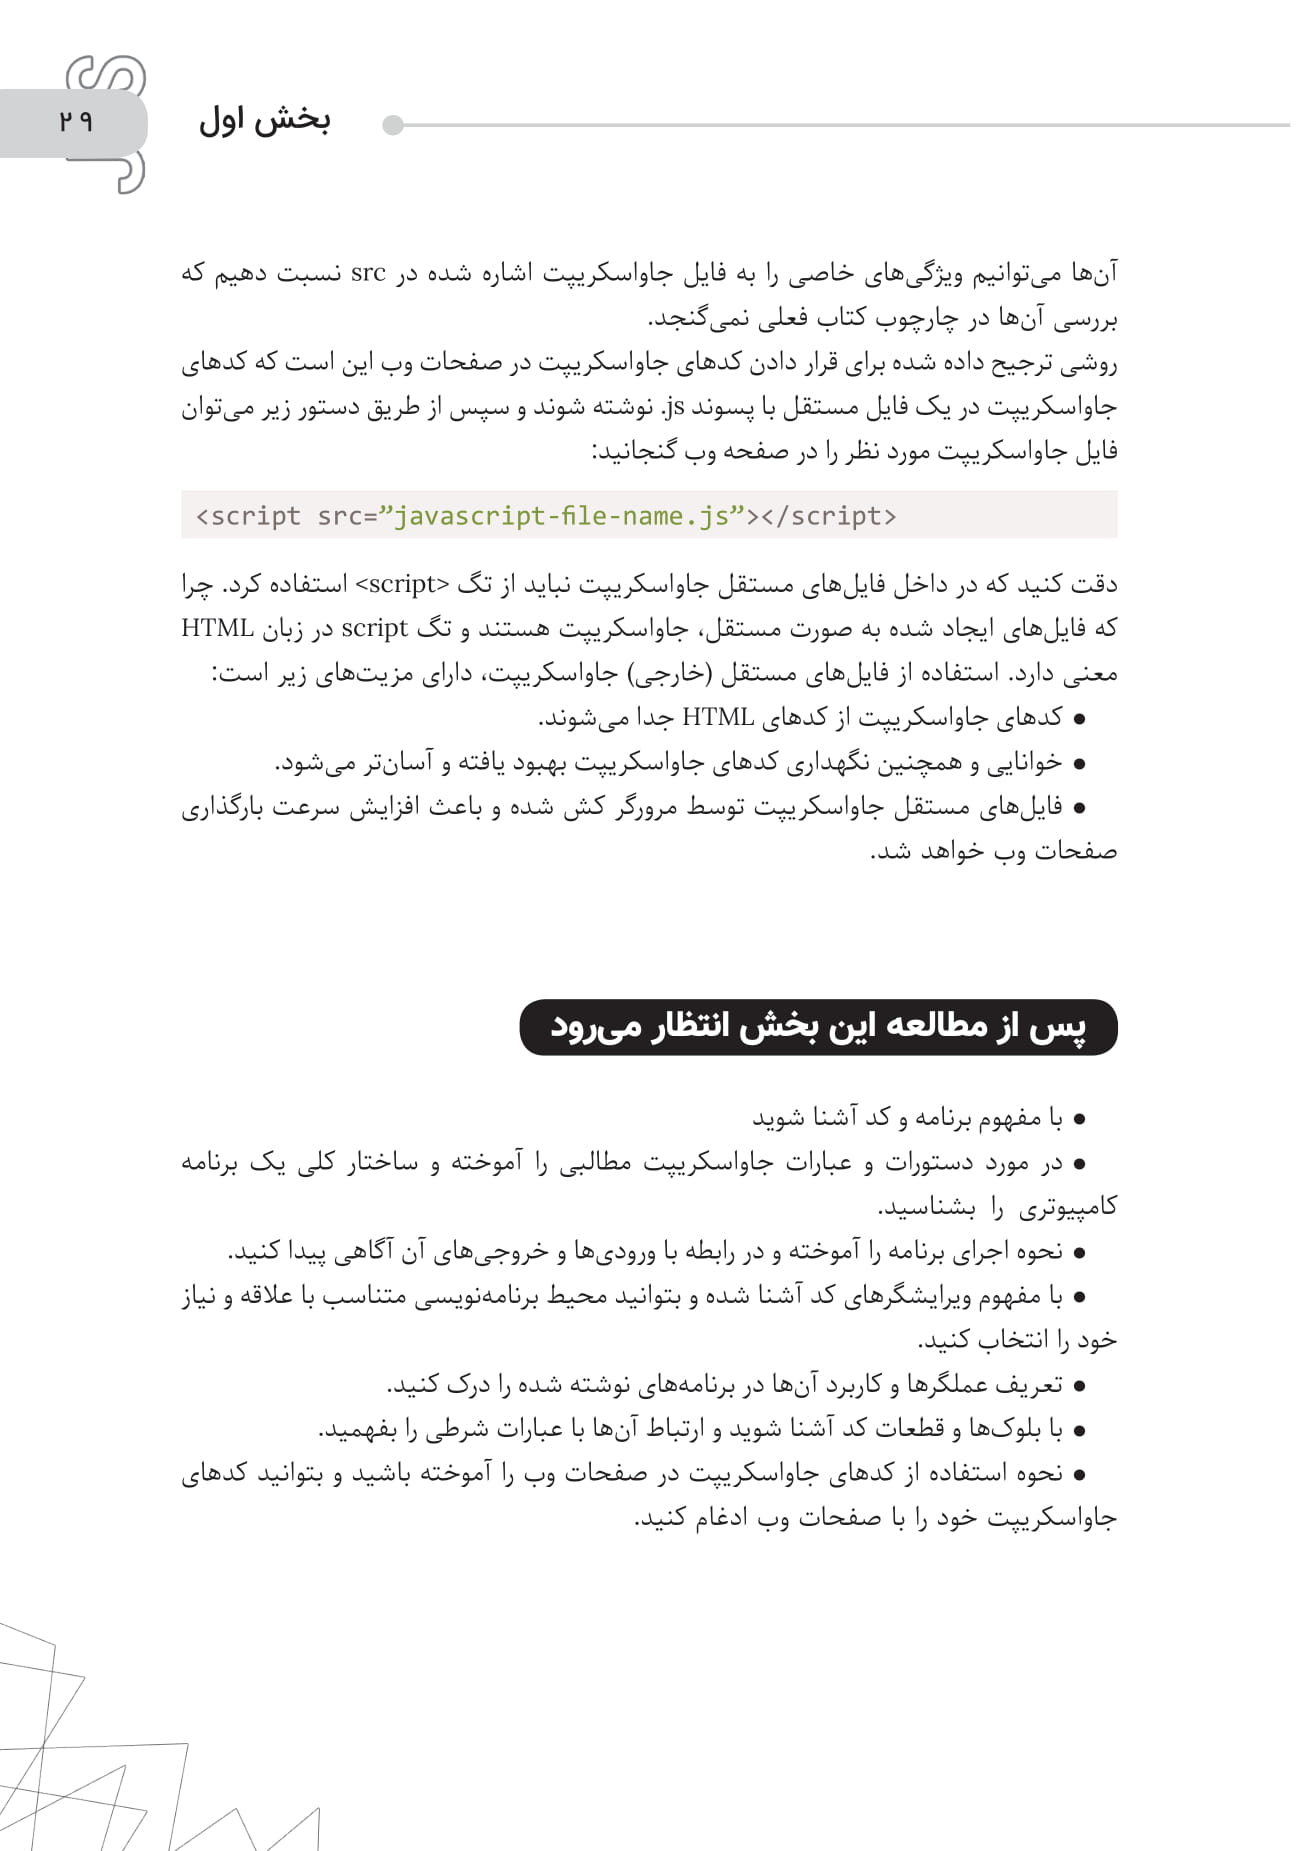 JS
۲۹
بخش اول
آن‌ها می‌توانیم ویژگی‌های خاصی را به فایل جاواسکریپت اشاره شده در src نسبت دهیم که
بررسی آن‌ها در چارچوب کتاب فعلی نمی‌گنجد.
روشی ترجیح داده شده برای قرار دادن کدهای جاواسکریپت در صفحات وب این است که کدهای
جاواسکریپت در یک فایل مستقل با پسوند js. نوشته شوند و سپس از طریق دستور زیر می‌توان
فایل جاواسکریپت مورد نظر را در صفحه وب گنجانید:
<script src=”javascript-file-name.js”></script>
دقت کنید که در داخل فایل‌های مستقل جاواسکریپت نباید از تگ <script> استفاده کرد. چرا
که فایل‌های ایجاد شده به صورت مستقل، جاواسکریپت هستند و تگ script در زبان HTML
معنی دارد. استفاده از فایل‌های مستقل (خارجی) جاواسکریپت، دارای مزیت‌های زیر است:
● کدهای جاواسکریپت از کدهای HTML جدا می‌شوند.
● خوانایی و همچنین نگهداری کدهای جاواسکریپت بهبود یافته و آسان‌تر می‌شود.
● فایل‌های مستقل جاواسکریپت توسط مرورگر کش شده و باعث افزایش سرعت بارگذاری
صفحات وب خواهد شد.
پس از مطالعه این بخش انتظار می‌رود
● با مفهوم برنامه و کد آشنا شوید
● در مورد دستورات و عبارات جاواسکریپت مطالبی را آموخته و ساختار کلی یک برنامه
کامپیوتری را بشناسید.
● نحوه اجرای برنامه را آموخته و در رابطه با ورودی‌ها و خروجی‌های آن آگاهی پیدا کنید.
● با مفهوم ویرایشگرهای کد آشنا شده و بتوانید محیط برنامه‌نویسی متناسب با علاقه و نیاز
خود را انتخاب کنید.
● تعریف عملگرها و کاربرد آن‌ها در برنامه‌های نوشته شده را درک کنید.
● با بلوک‌ها و قطعات کد آشنا شوید و ارتباط آن‌ها با عبارات شرطی را بفهمید.
● نحوه استفاده از کدهای جاواسکریپت در صفحات وب را آموخته باشید و بتوانید کدهای
جاواسکریپت خود را با صفحات وب ادغام کنید.